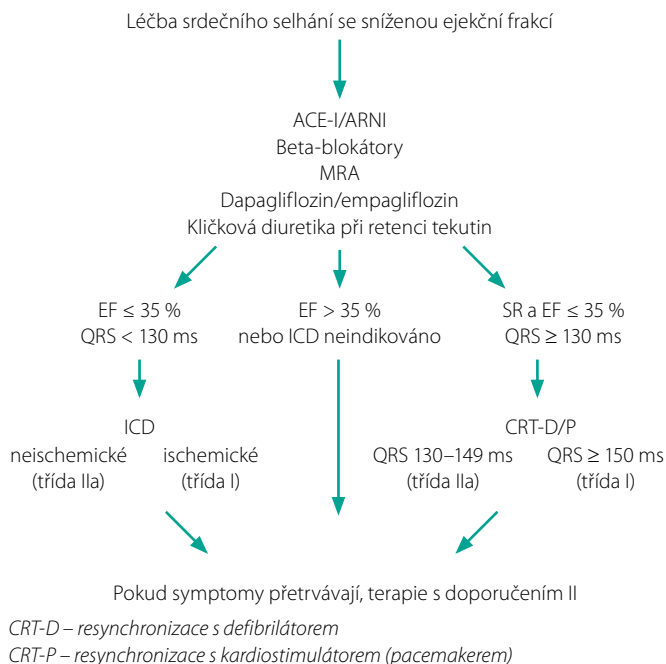 Léčba srdečního selhání se sníženou ejekční frakcí
ACE-I/ARNI
Beta-blokátory
MRA
Dapagliflozin/empagliflozin
Kličková diuretika při retenci tekutin
EF ≤ 35 %
QRS < 130 ms
EF > 35 %
nebo ICD neindikováno
SR a EF ≤ 35 %
QRS ≥ 130 ms
ICD
neischemické
(třída IIa)
ischemické
(třída I)
CRT-D/P
QRS 130–149 ms
(třída IIa)
QRS ≥ 150 ms
(třída I)
Pokud symptomy přetrvávají, terapie s doporučením II
CRT-D – resynchronizace s defibrilátorem
CRT-P – resynchronizace s kardiostimulátorem (pacemakerem)